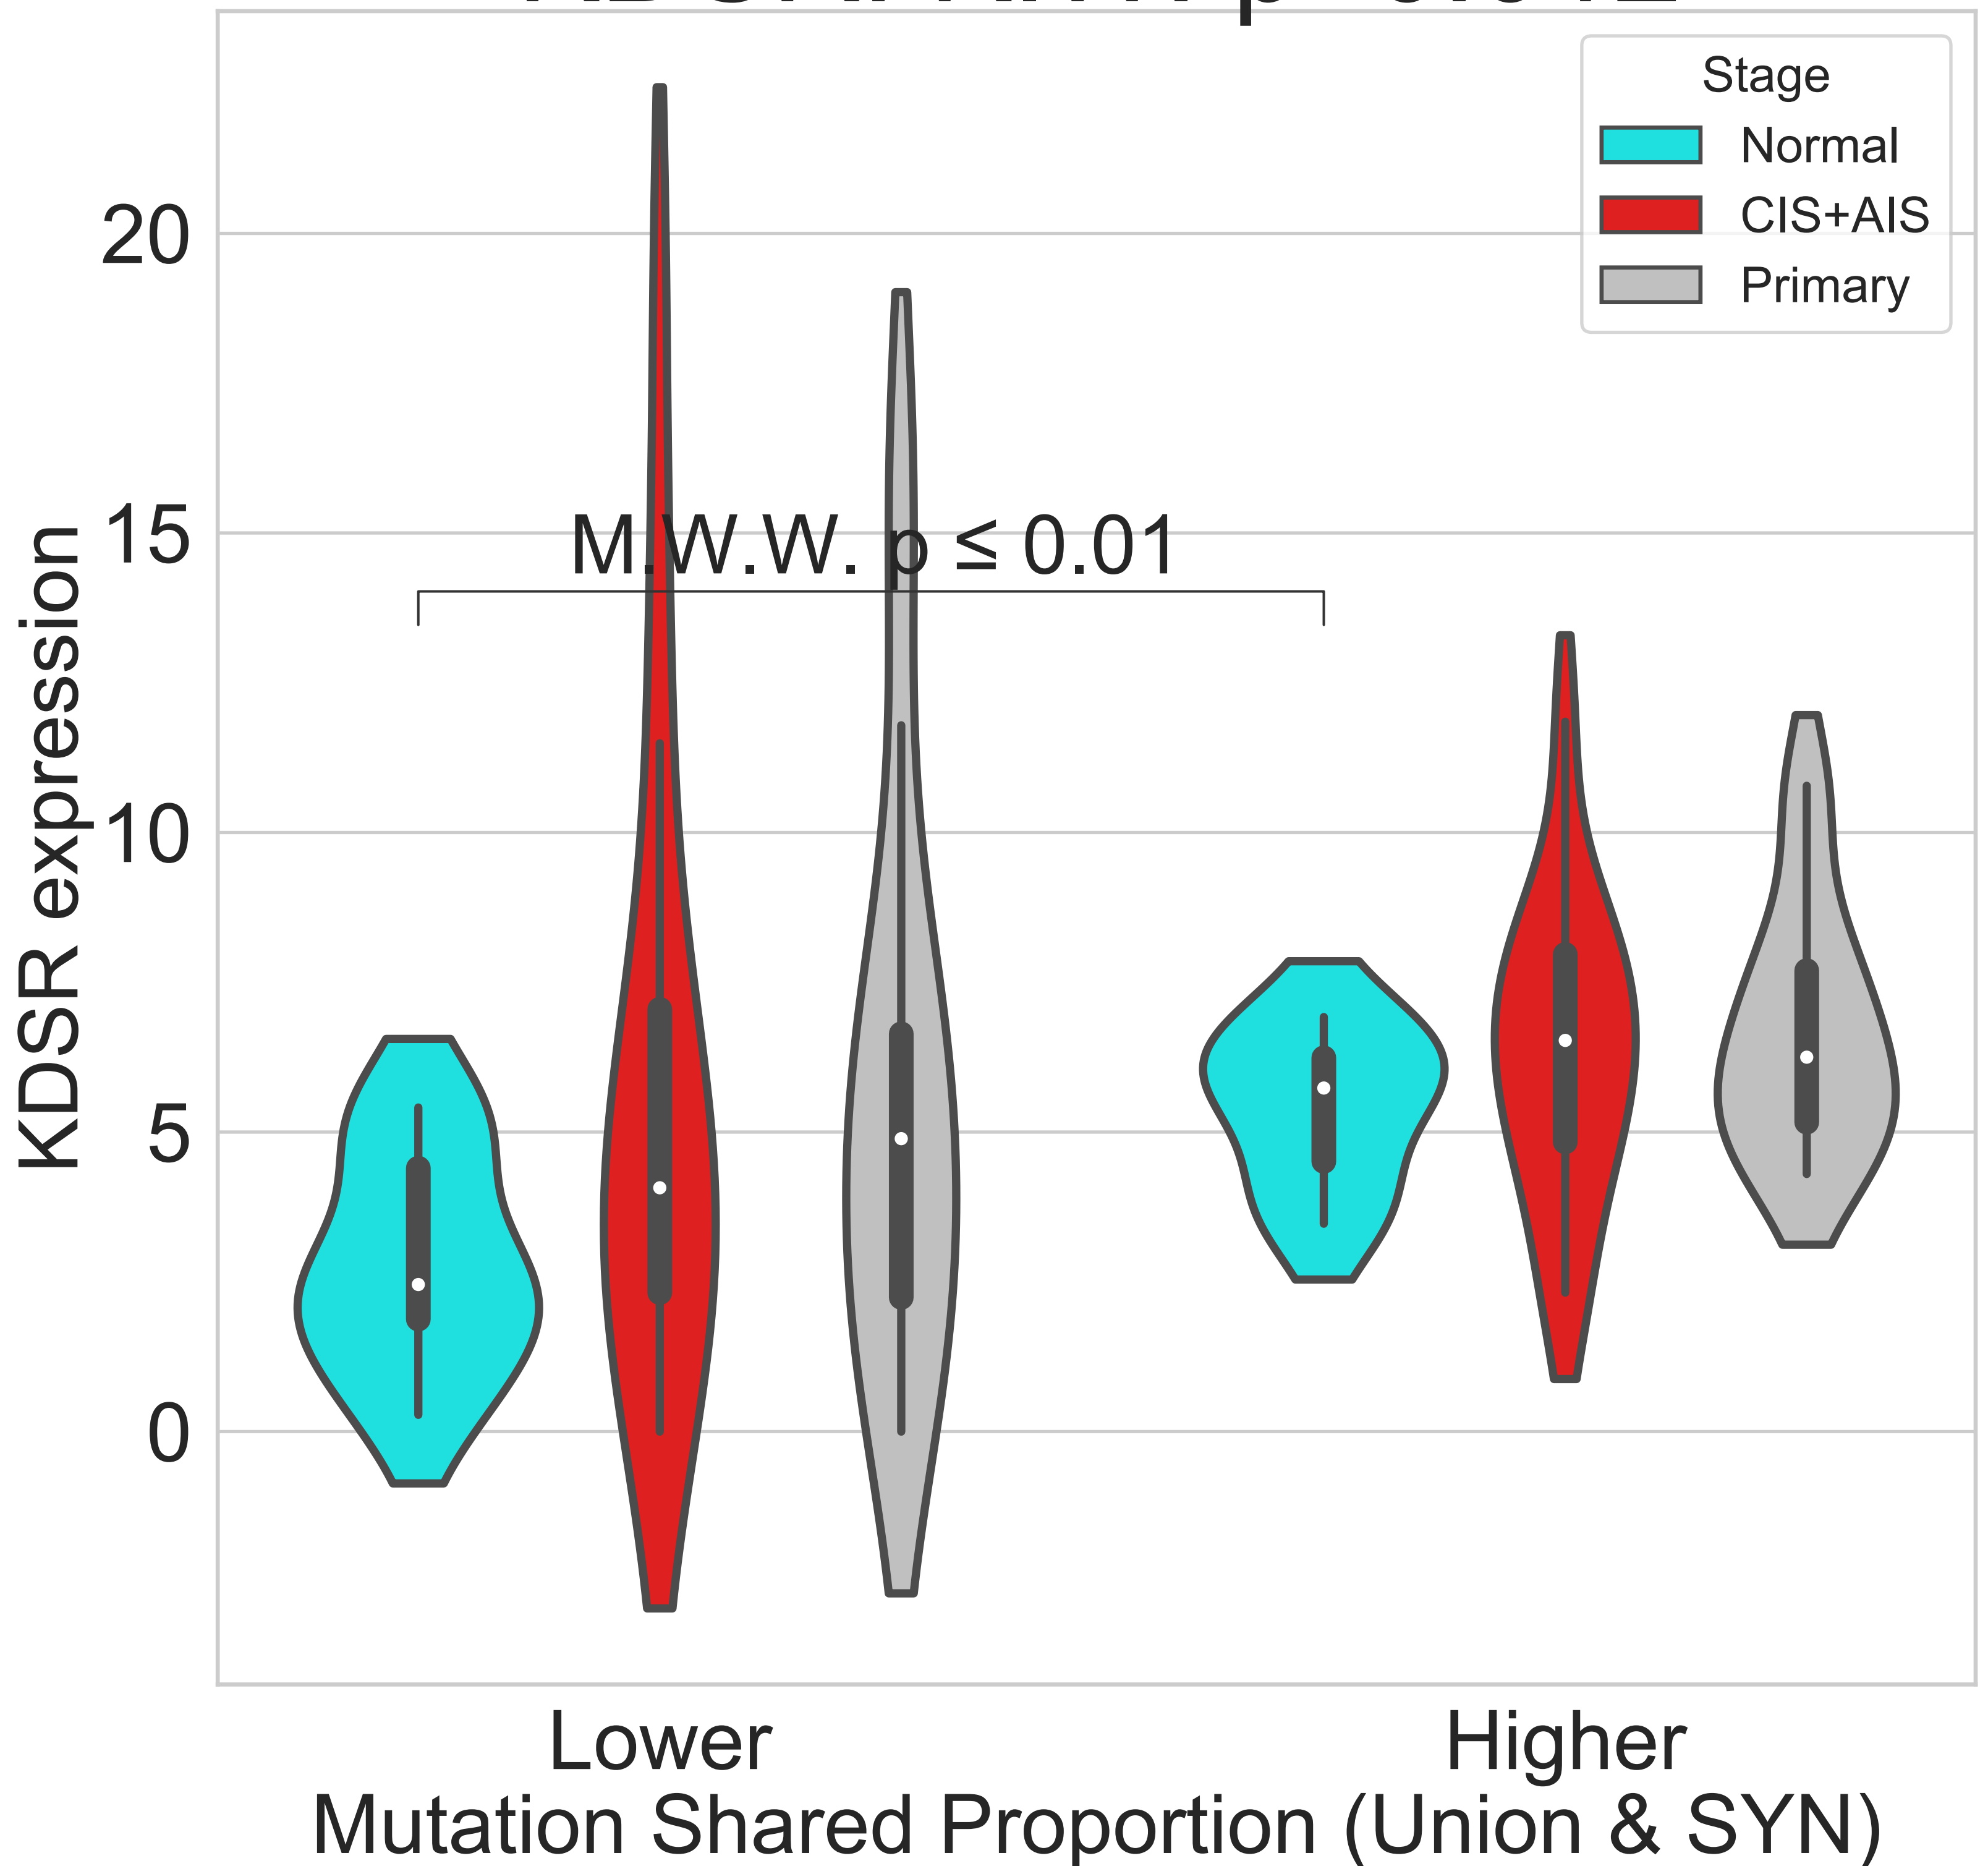 Stage
Normal
CIS+AIS
Primary
20
15
10
5
0
KDSR expression
M.W.W. p ≤ 0.01
Lower
Higher
Mutation Shared Proportion (Union & SYN)